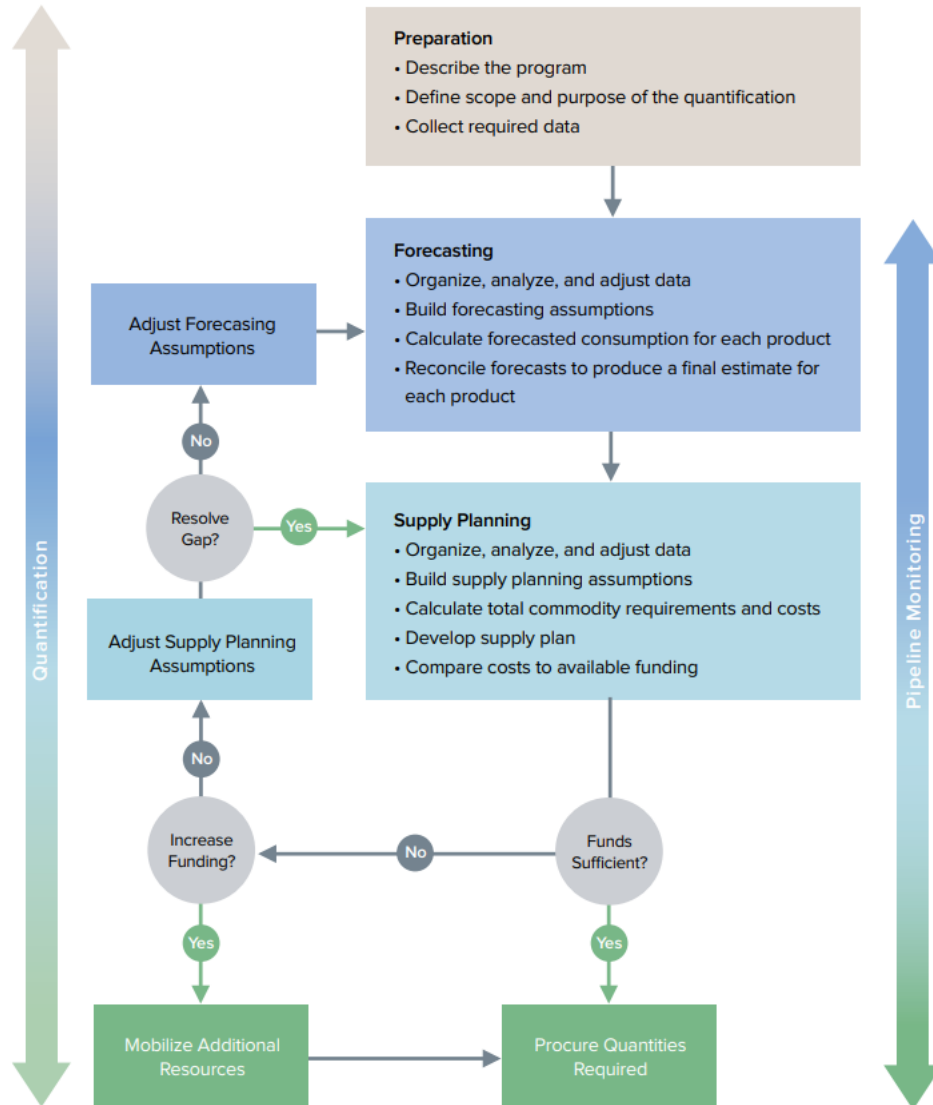 Preparation
• Describe the program
• Define scope and purpose of the quantification
• Collect required data
Forecasting
• Organize, analyze, and adjust data
• Build forecasting assumptions
• Calculate forecasted consumption for each product
• Reconcile forecasts to produce a final estimate for
each product
Adjust Forecasing
Assumptions
No
Resolve
Gap?
Yes
Supply Planning
• Organize, analyze, and adjust data
• Build supply planning assumptions
• Calculate total commodity requirements and costs
• Develop supply plan
• Compare costs to available funding
Adjust Supply Planning
Assumptions
No
Increase
Funding?
No
Funds
Sufficient?
Yes
Yes
Mobilize Additional
Resources
Procure Quantities
Required
Quantification
Pipeline Monitoring